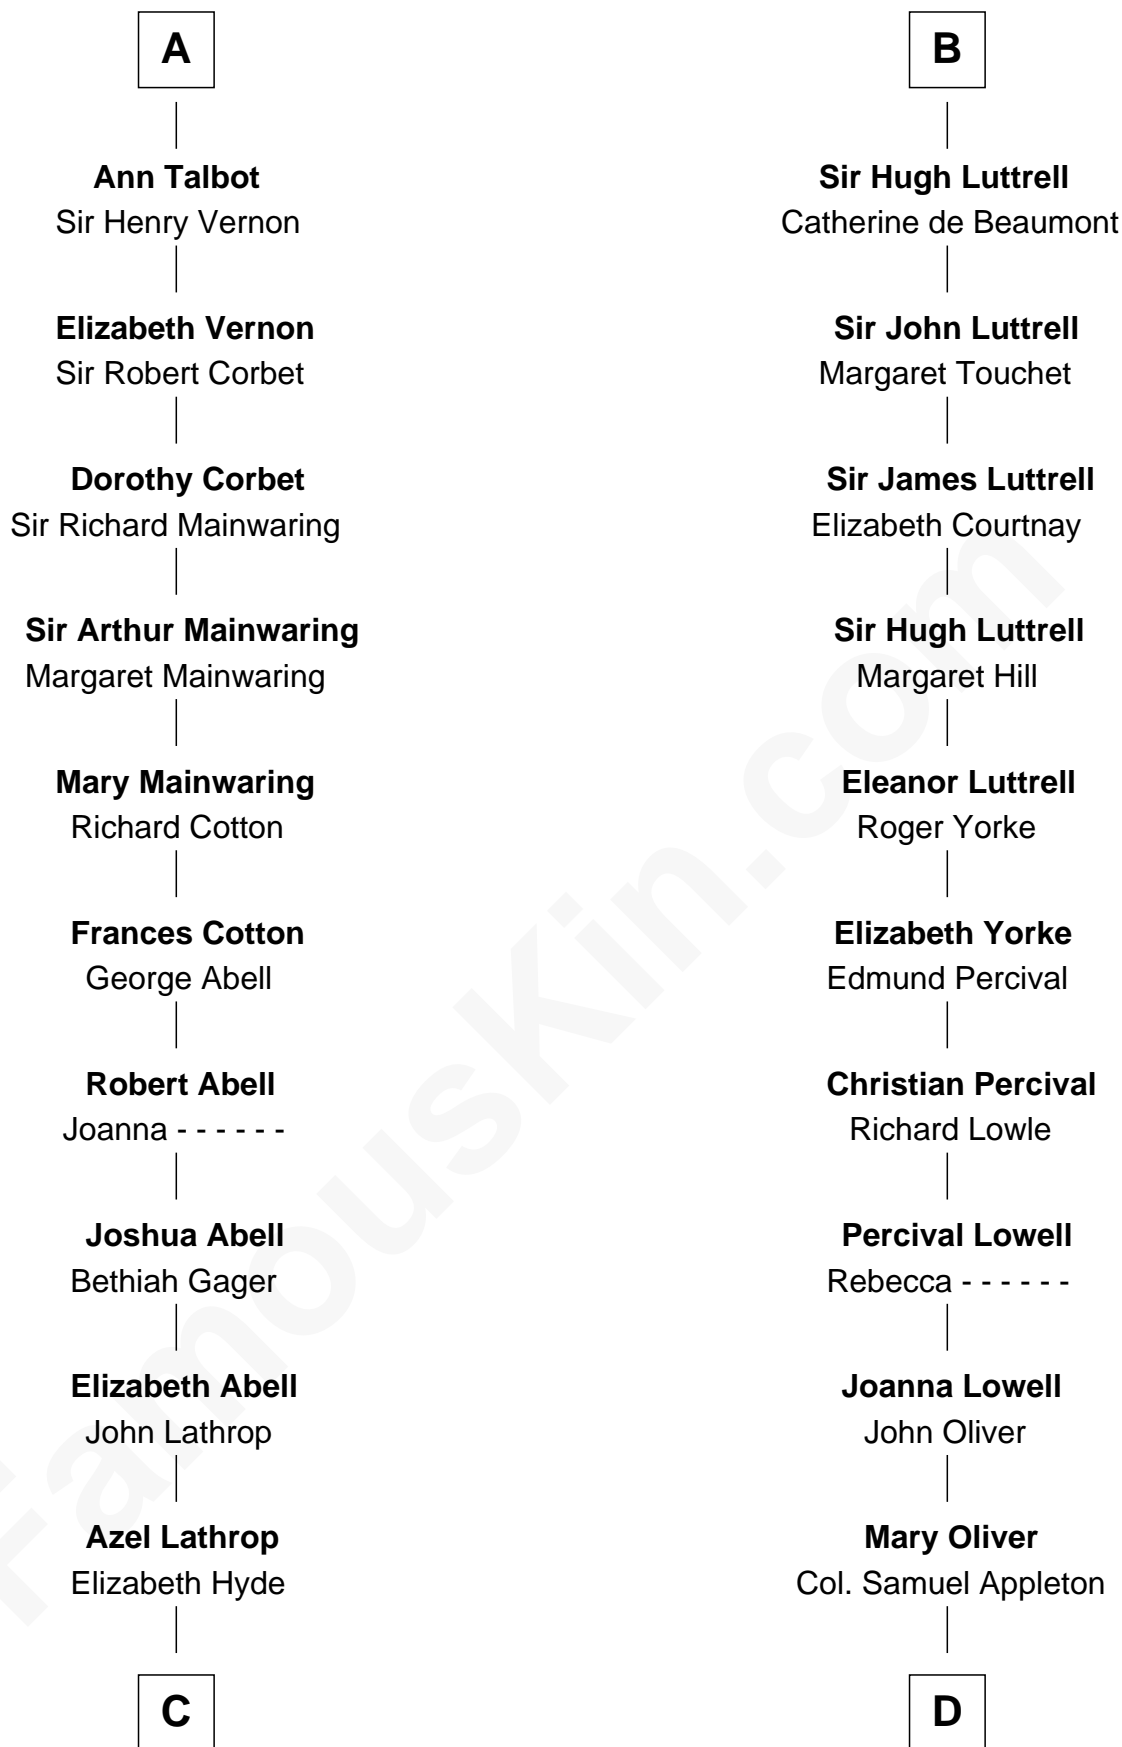 A
Ann Talbot
Sir Henry Vernon
Elizabeth Vernon
Sir Robert Corbet
Dorothy Corbet
Sir Richard Mainwaring
Sir Arthur Mainwaring
Margaret Mainwaring
Mary Mainwaring
Richard Cotton
Frances Cotton
George Abell
Robert Abell
Joanna - - - - - -
Joshua Abell
Bethiah Gager
Elizabeth Abell
John Lathrop
Azel Lathrop
Elizabeth Hyde
C
B
Sir Hugh Luttrell
Catherine de Beaumont
Sir John Luttrell
Margaret Touchet
Sir James Luttrell
Elizabeth Courtnay
Sir Hugh Luttrell
Margaret Hill
Eleanor Luttrell
Roger Yorke
Elizabeth Yorke
Edmund Percival
Christian Percival
Richard Lowle
Percival Lowell
Rebecca - - - - - -
Joanna Lowell
John Oliver
Mary Oliver
Col. Samuel Appleton
D
FamousKin.com